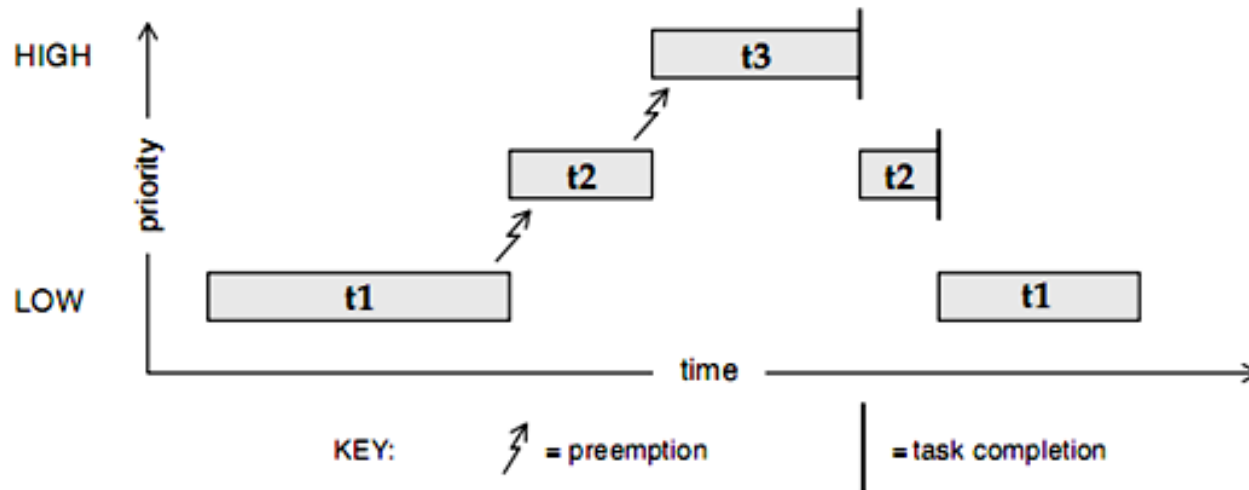 HIGH
t3
priority
t2
t2
LOW
t1
t1
time
KEY:
= preemption
= task completion